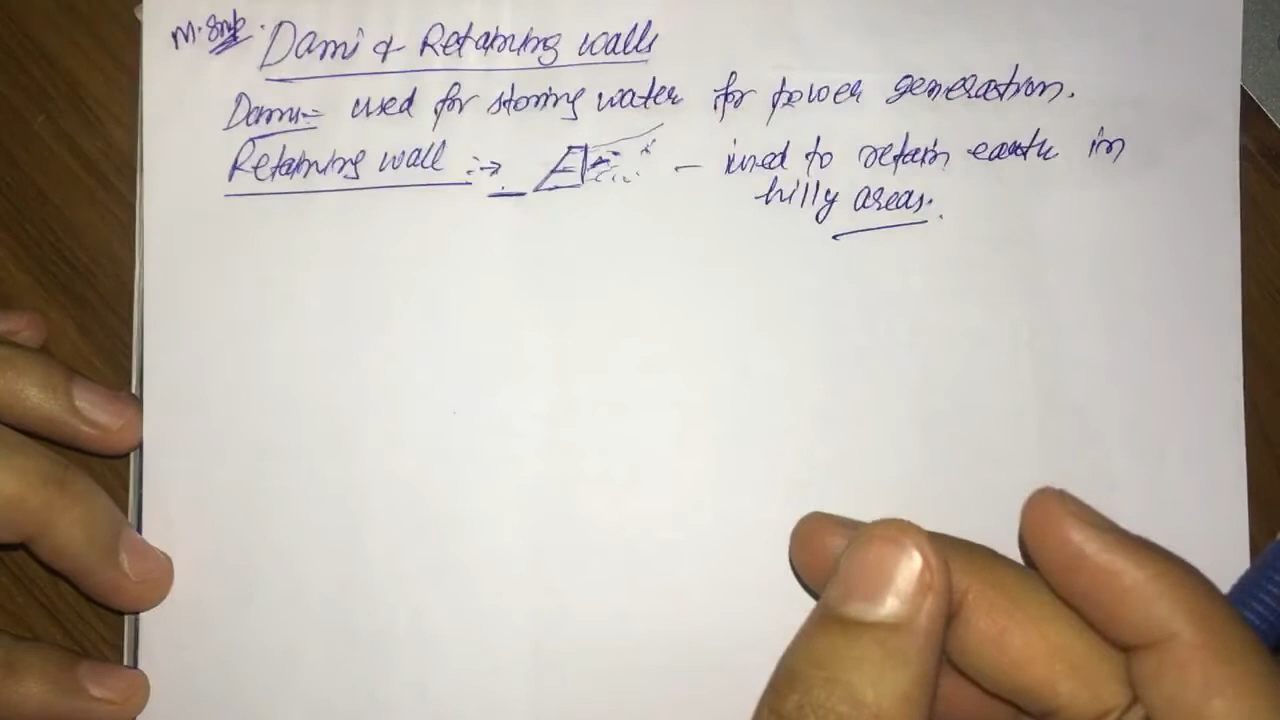 M. Imp. Dams & Retaining walls
Dams:- used for storing water for power generation.
Retaining wall :-> - used to retain earth in
hilly areas.